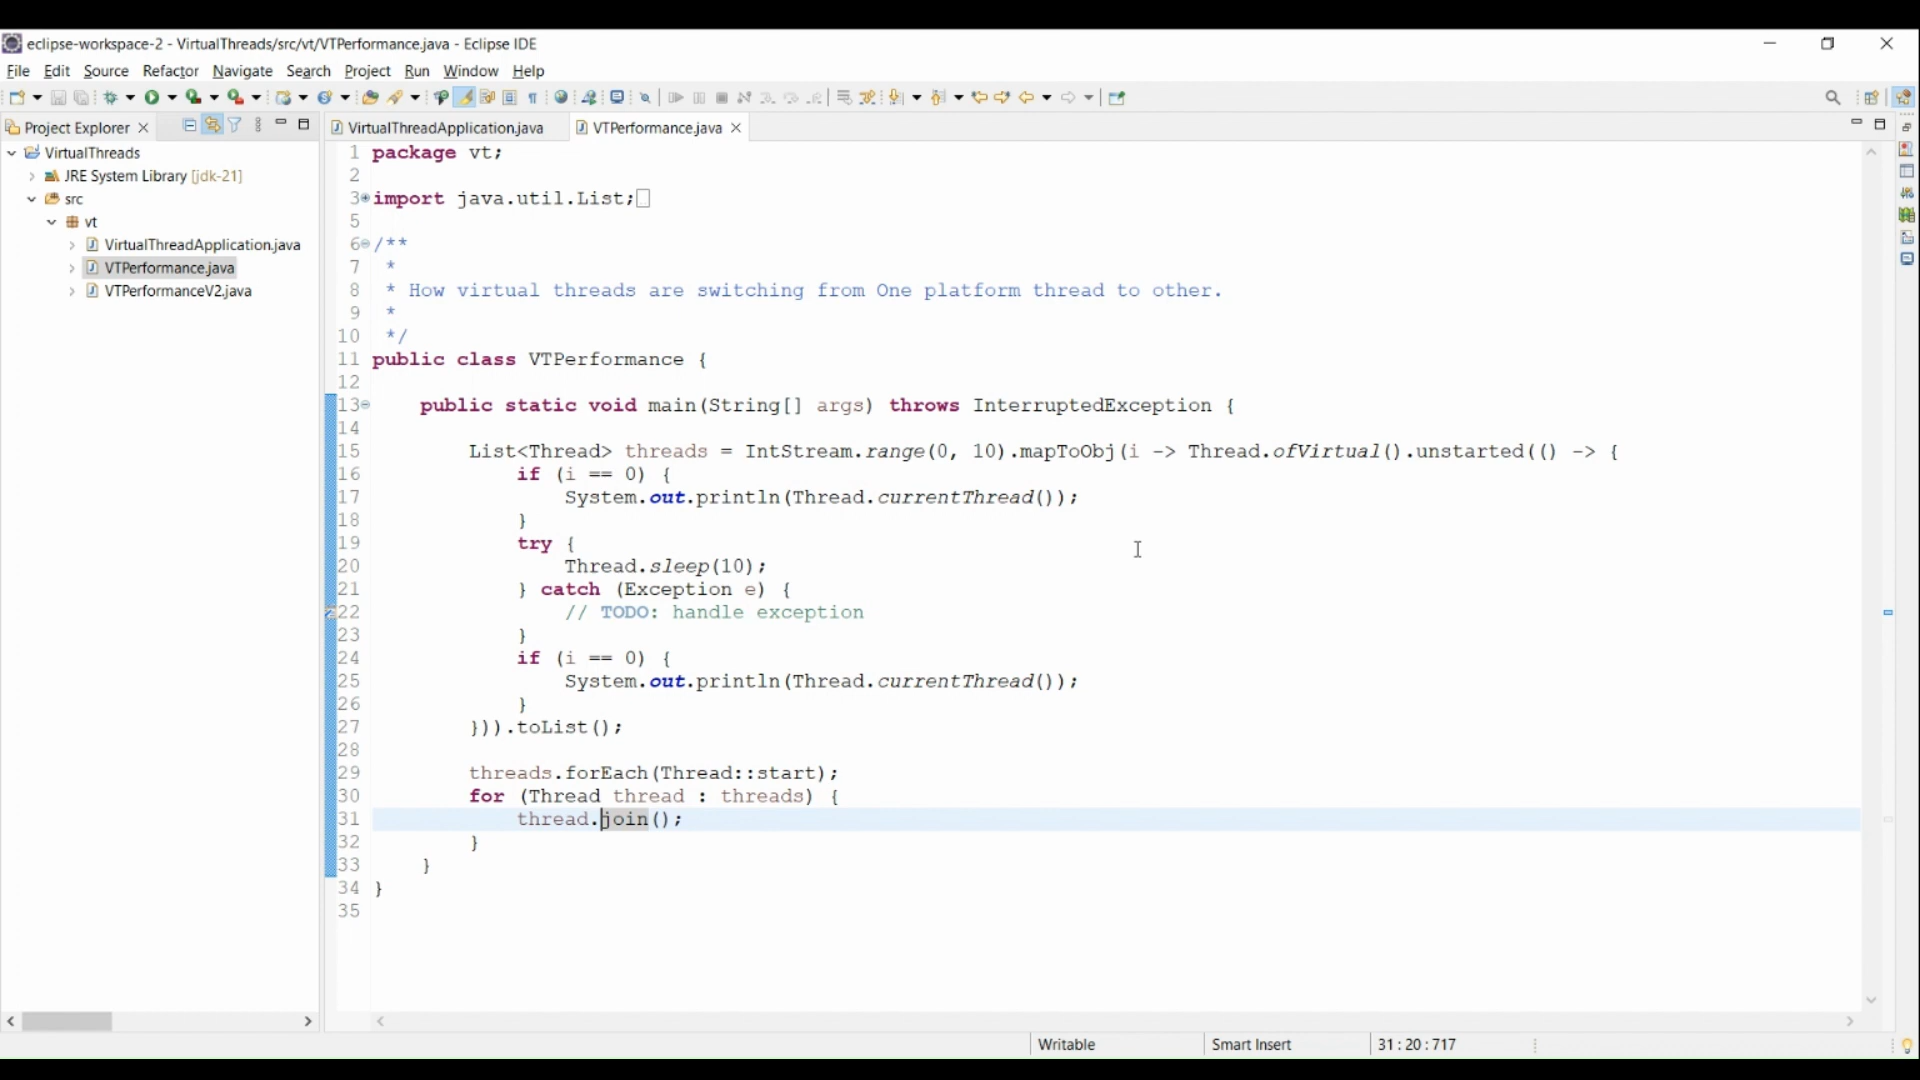 eclipse-workspace-2 - VirtualThreads/src/vt/VTPerformance.java - Eclipse IDE
File Edit Source Refactor Navigate Search Project Run Window Help
Project Explorer
VirtualThreads
JRE System Library [jdk-21]
src
vt
VirtualThreadApplication.java
VTPerformance.java
VTPerformanceV2.java
VirtualThreadApplication.java VTPerformance.java
1 package vt;
2
3 import java.util.List;
5
6 /**
7 *
8 * How virtual threads are switching from One platform thread to other.
9 *
10 */
11 public class VTPerformance {
12
13 public static void main(String[] args) throws InterruptedException {
14
15 List<Thread> threads = IntStream.range(0, 10).mapToObj(i -> Thread.ofVirtual().unstarted(() -> {
16 if (i == 0) {
17 System.out.println(Thread.currentThread());
18 }
19 try {
20 Thread.sleep(10);
21 } catch (Exception e) {
22 // TODO: handle exception
23 }
24 if (i == 0) {
25 System.out.println(Thread.currentThread());
26 }
27 })).toList();
28
29 threads.forEach(Thread::start);
30 for (Thread thread : threads) {
31 thread.join();
32 }
33 }
34 }
35
Writable Smart Insert 31 : 20 : 717